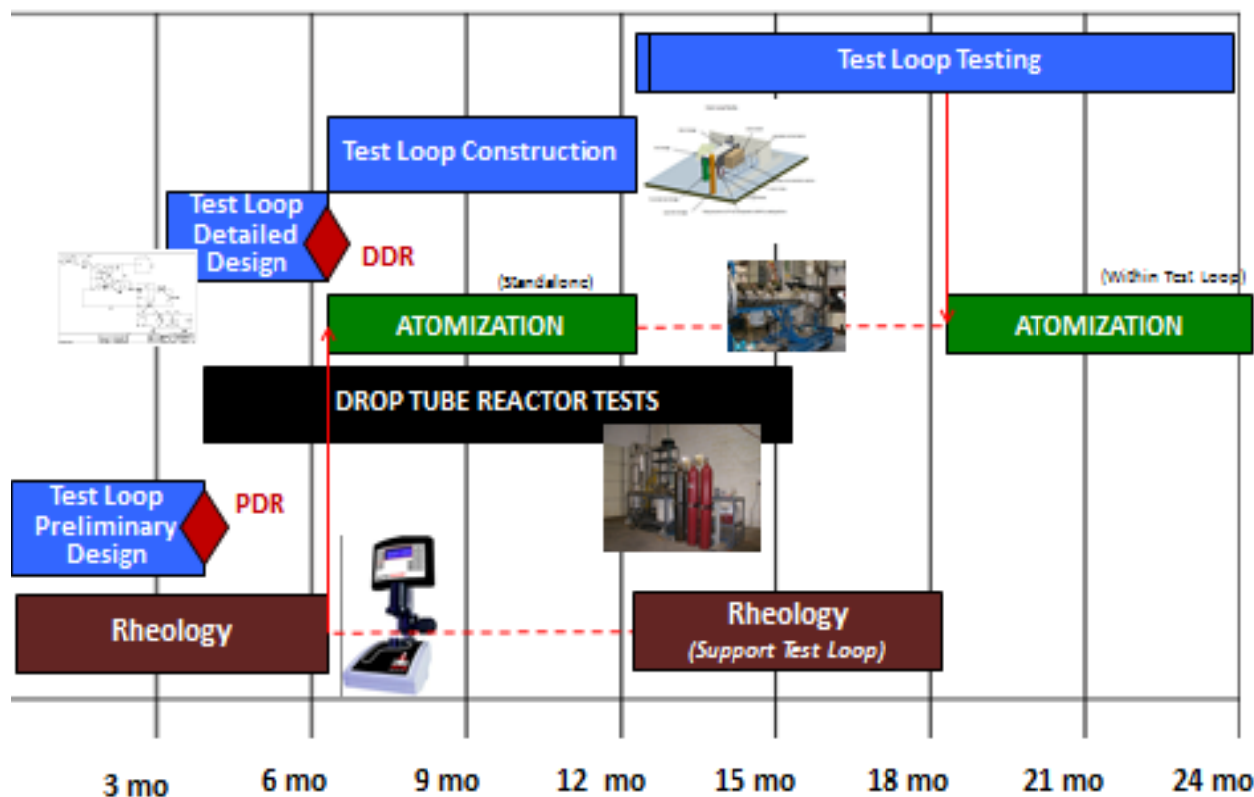 Test Loop Testing
Test Loop Construction
Test Loop
Detailed
Design
DDR
(Standalone)
(Within Test Loop)
ATOMIZATION
ATOMIZATION
DROP TUBE REACTOR TESTS
Test Loop
Preliminary
Design
PDR
Rheology
Rheology
(Support Test Loop)
3 mo
6 mo
9 mo
12 mo
15 mo
18 mo
21 mo
24 mo